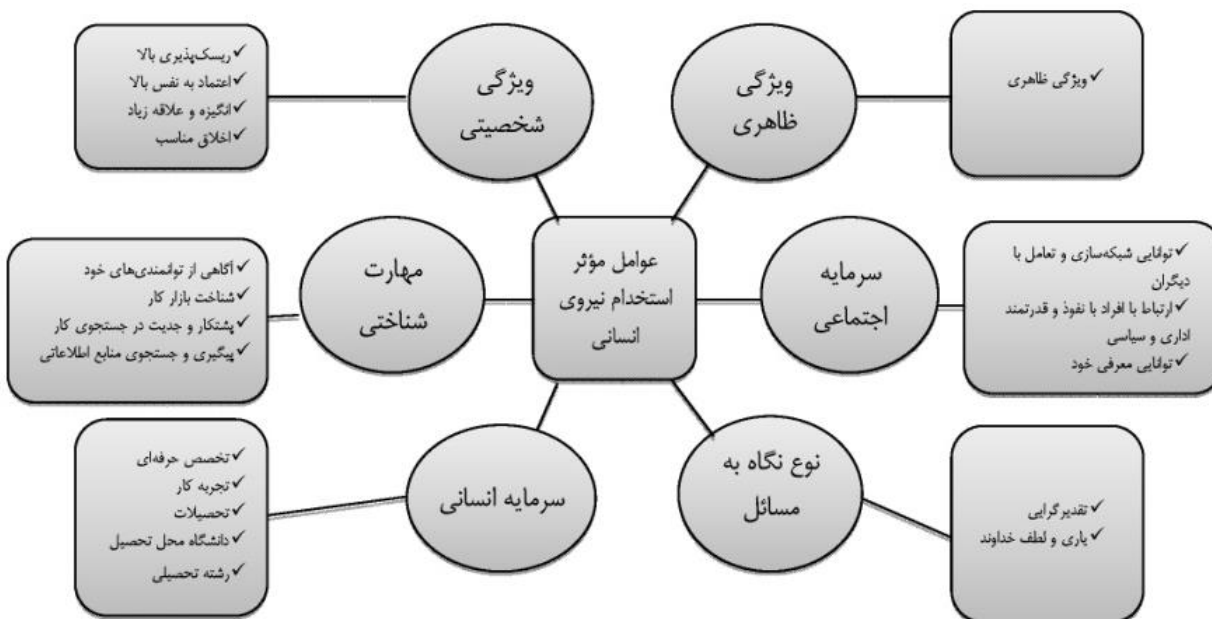 ویژگی ظاهری
ویژگی
ظاهری
ویژگی
شخصیتی
ریسک‌پذیری بالا
اعتماد به نفس بالا
انگیزه و علاقه زیاد
اخلاق مناسب
توانایی شبکه‌سازی و تعامل با
دیگران
ارتباط با افراد با نفوذ و قدرتمند
اداری و سیاسی
توانایی معرفی خود
سرمایه
اجتماعی
عوامل مؤثر
استخدام نیروی
انسانی
مهارت
شناختی
آگاهی از توانمندی‌های خود
شناخت بازار کار
پشتکار و جدیت در جستجوی کار
پیگیری و جستجوی منابع اطلاعاتی
تقدیرگرایی
یاری و لطف خداوند
نوع نگاه به
مسائل
سرمایه انسانی
تخصص حرفه‌ای
تجربه کار
تحصیلات
دانشگاه محل تحصیل
رشته تحصیلی